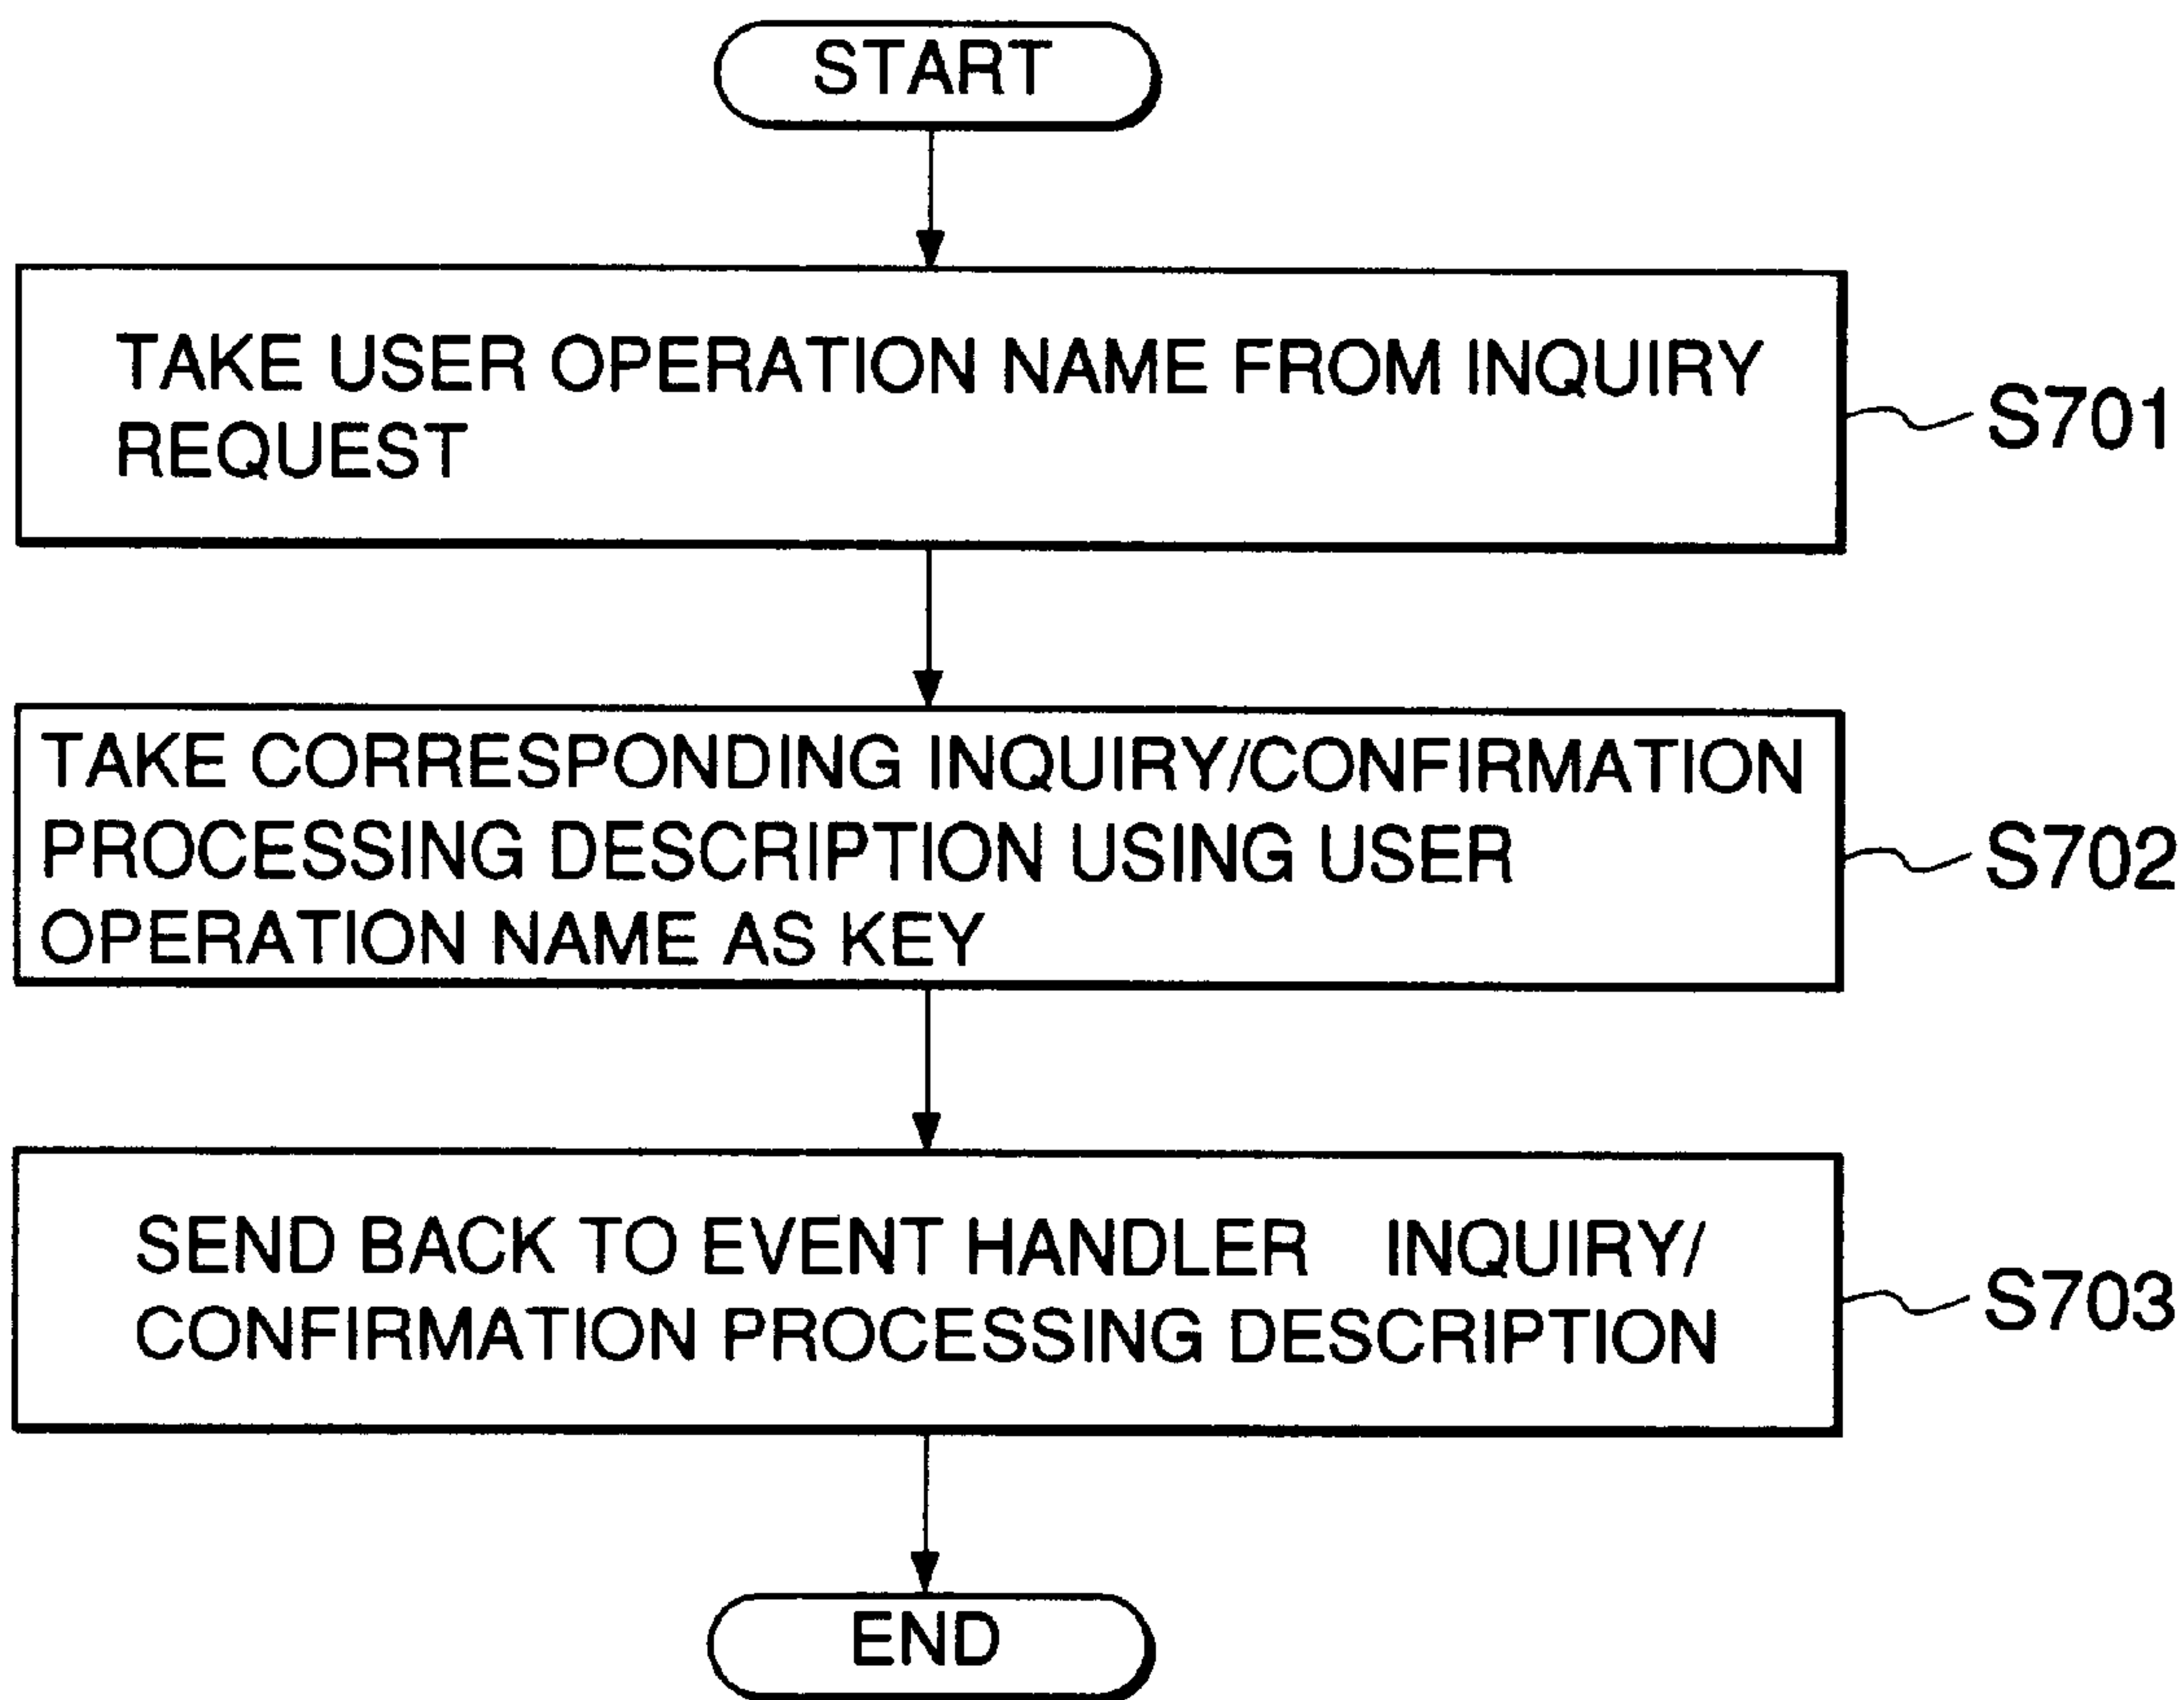 START
TAKE USER OPERATION NAME FROM INQUIRY
REQUEST
S701
TAKE CORRESPONDING INQUIRY/CONFIRMATION
PROCESSING DESCRIPTION USING USER
OPERATION NAME AS KEY
S702
SEND BACK TO EVENT HANDLER INQUIRY/
CONFIRMATION PROCESSING DESCRIPTION
S703
END